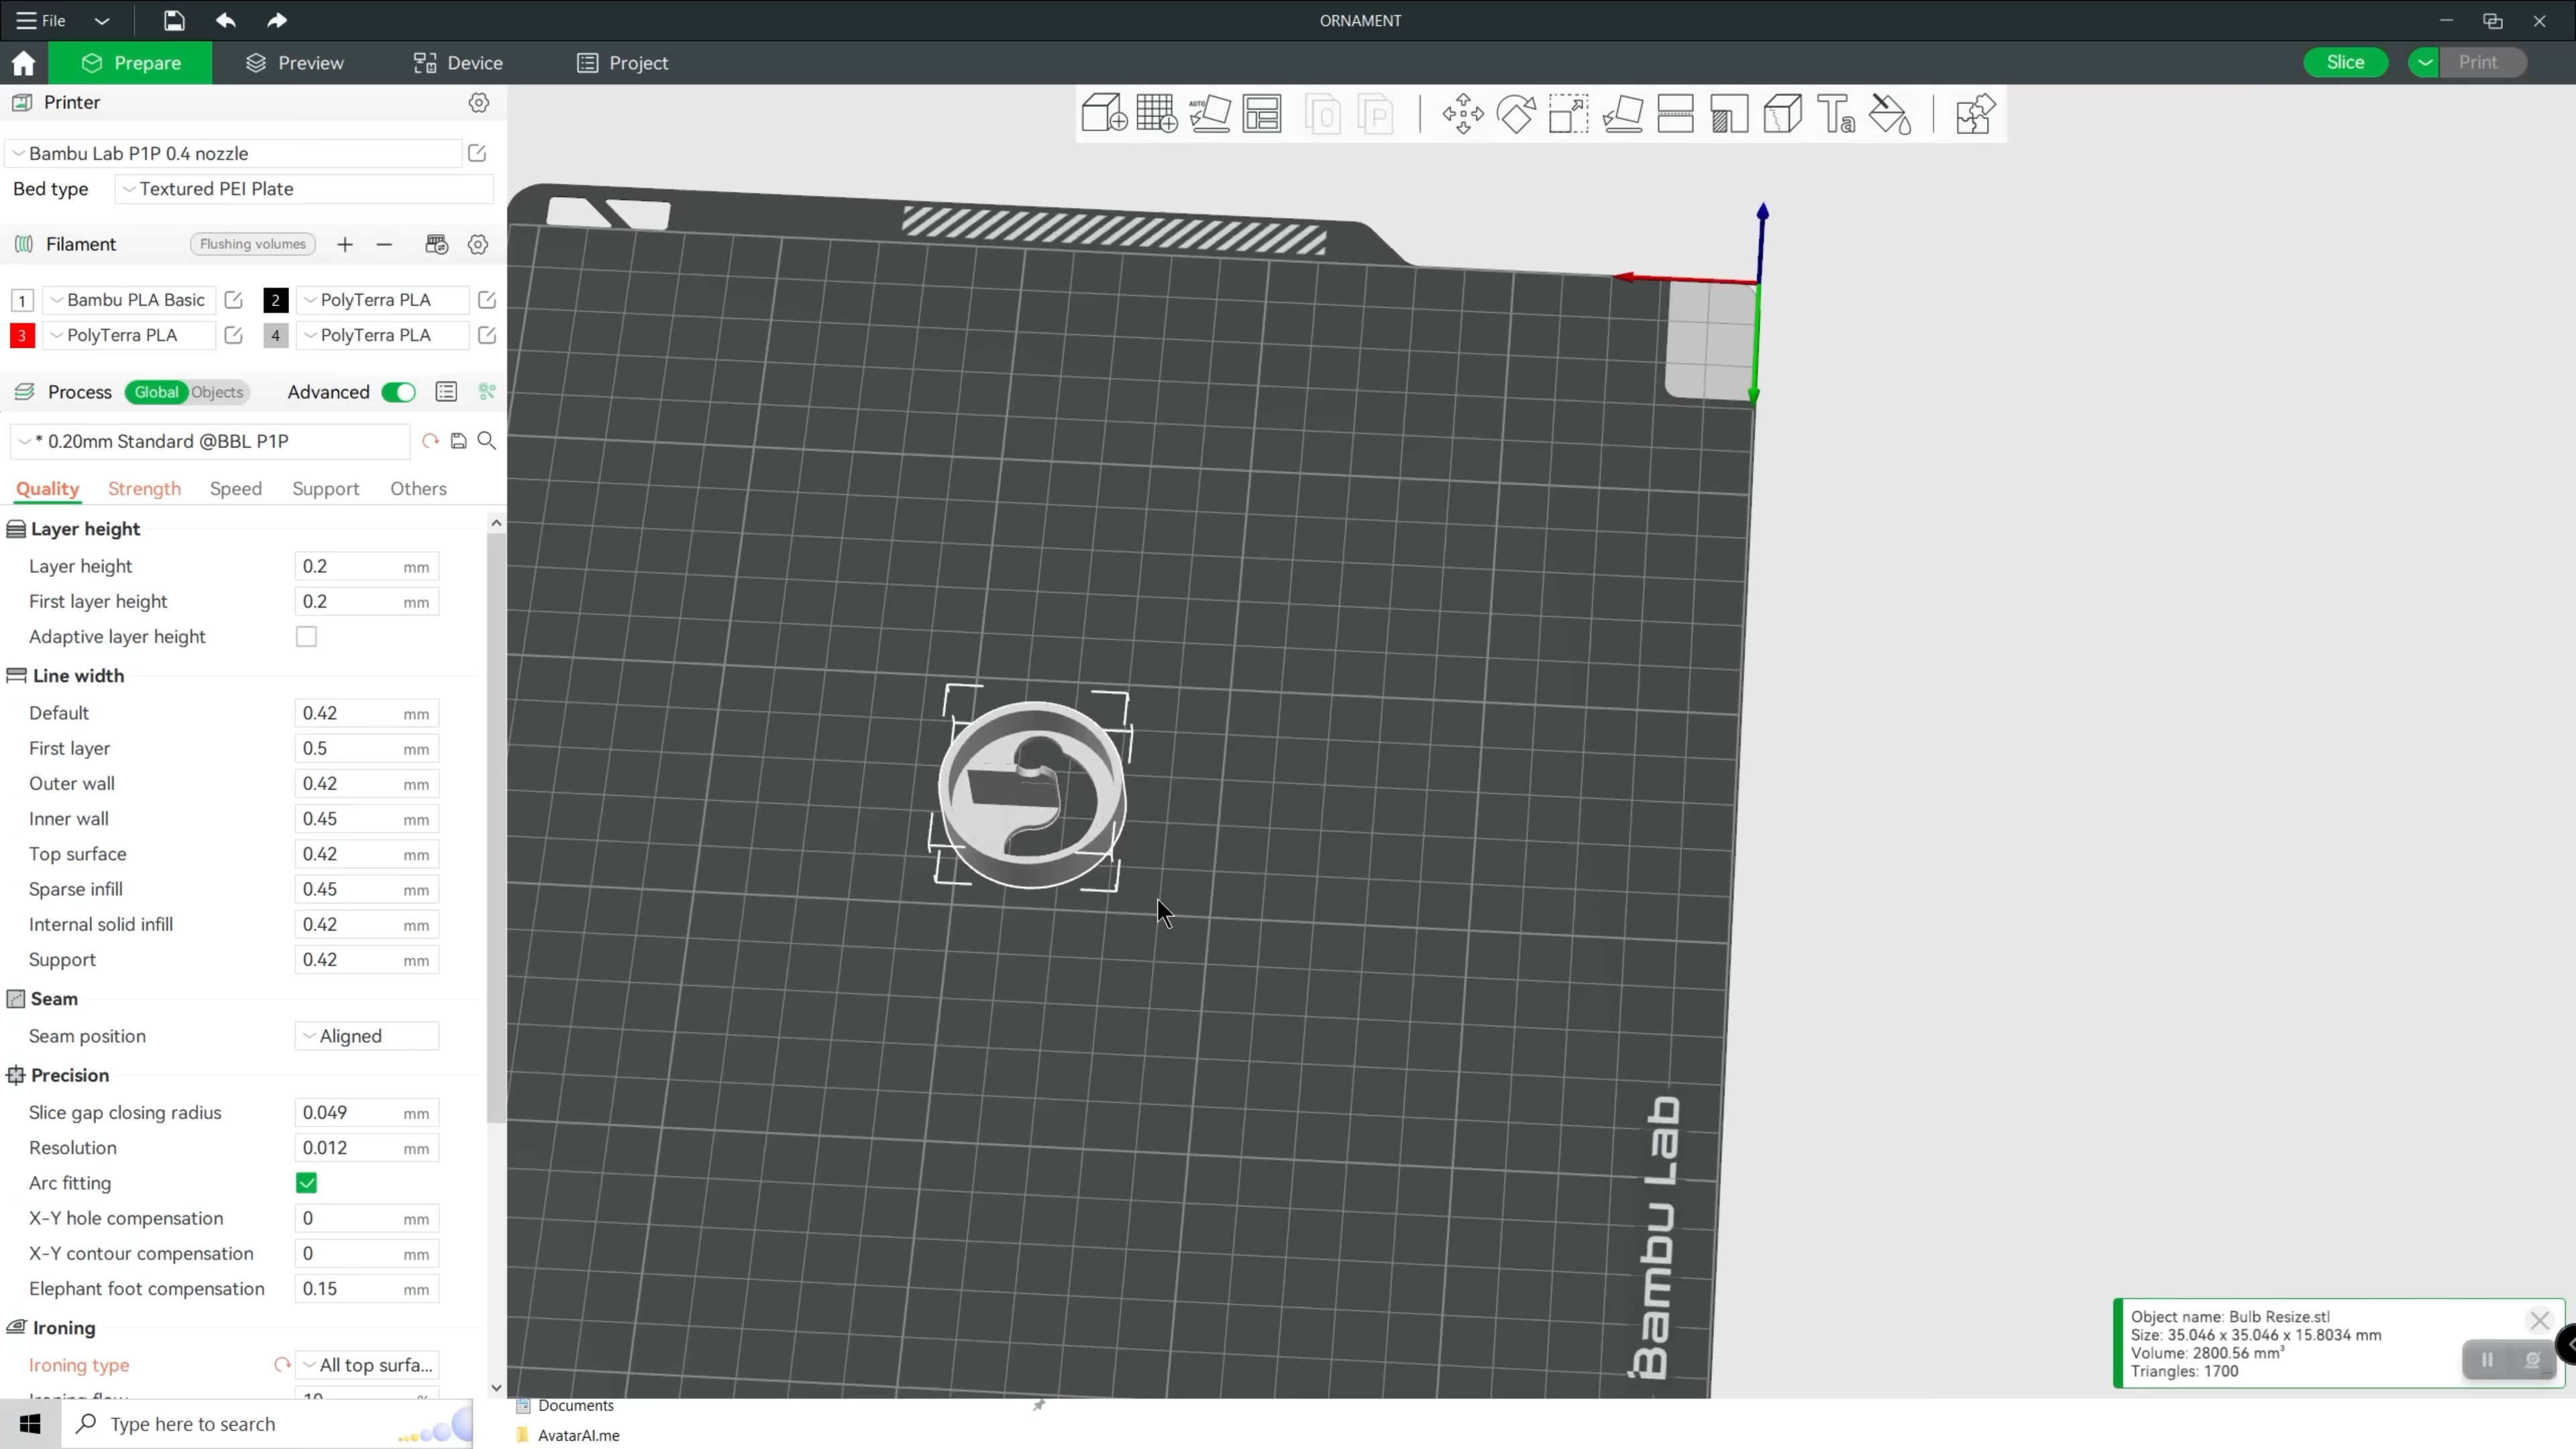 File
ORNAMENT
Prepare
Preview
Device
Project
Slice
Print
Printer
Bambu Lab P1P 0.4 nozzle
Bed type
Textured PEI Plate
AUTO
Filament
Flushing volumes
1
Bambu PLA Basic
2
PolyTerra PLA
3
PolyTerra PLA
4
PolyTerra PLA
Process
Global
Objects
Advanced
* 0.20mm Standard @BBL P1P
Quality
Strength
Speed
Support
Others
Layer height
Layer height
0.2 mm
First layer height
0.2 mm
Adaptive layer height
Line width
Default
0.42 mm
First layer
0.5 mm
Outer wall
0.42 mm
Inner wall
0.45 mm
Top surface
0.42 mm
Sparse infill
0.45 mm
Internal solid infill
0.42 mm
Support
0.42 mm
Seam
Seam position
Aligned
Precision
Slice gap closing radius
0.049 mm
Resolution
0.012 mm
Arc fitting
X-Y hole compensation
0 mm
X-Y contour compensation
0 mm
Elephant foot compensation
0.15 mm
Ironing
Ironing type
All top surfa...
Bambu Lab
Object name: Bulb Resize.stl
Size: 35.046 x 35.046 x 15.8034 mm
Volume: 2800.56 mm³
Triangles: 1700
Type here to search
Documents
AvatarAI.me